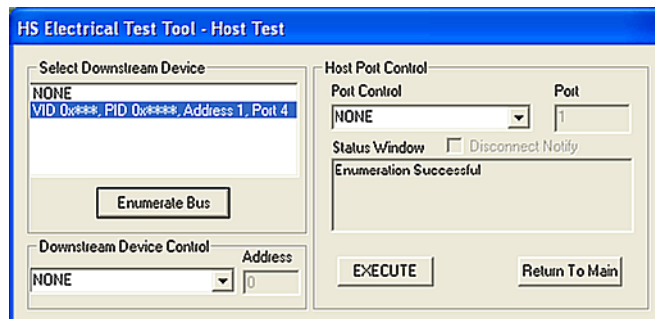 HS Electrical Test Tool - Host Test
Select Downstream Device
NONE
VID 0x***, PID 0x****, Address 1, Port 4
Enumerate Bus
Downstream Device Control
Address
NONE
0
Host Port Control
Port Control
Port
NONE
1
Status Window
Disconnect Notify
Enumeration Successful
EXECUTE
Return To Main